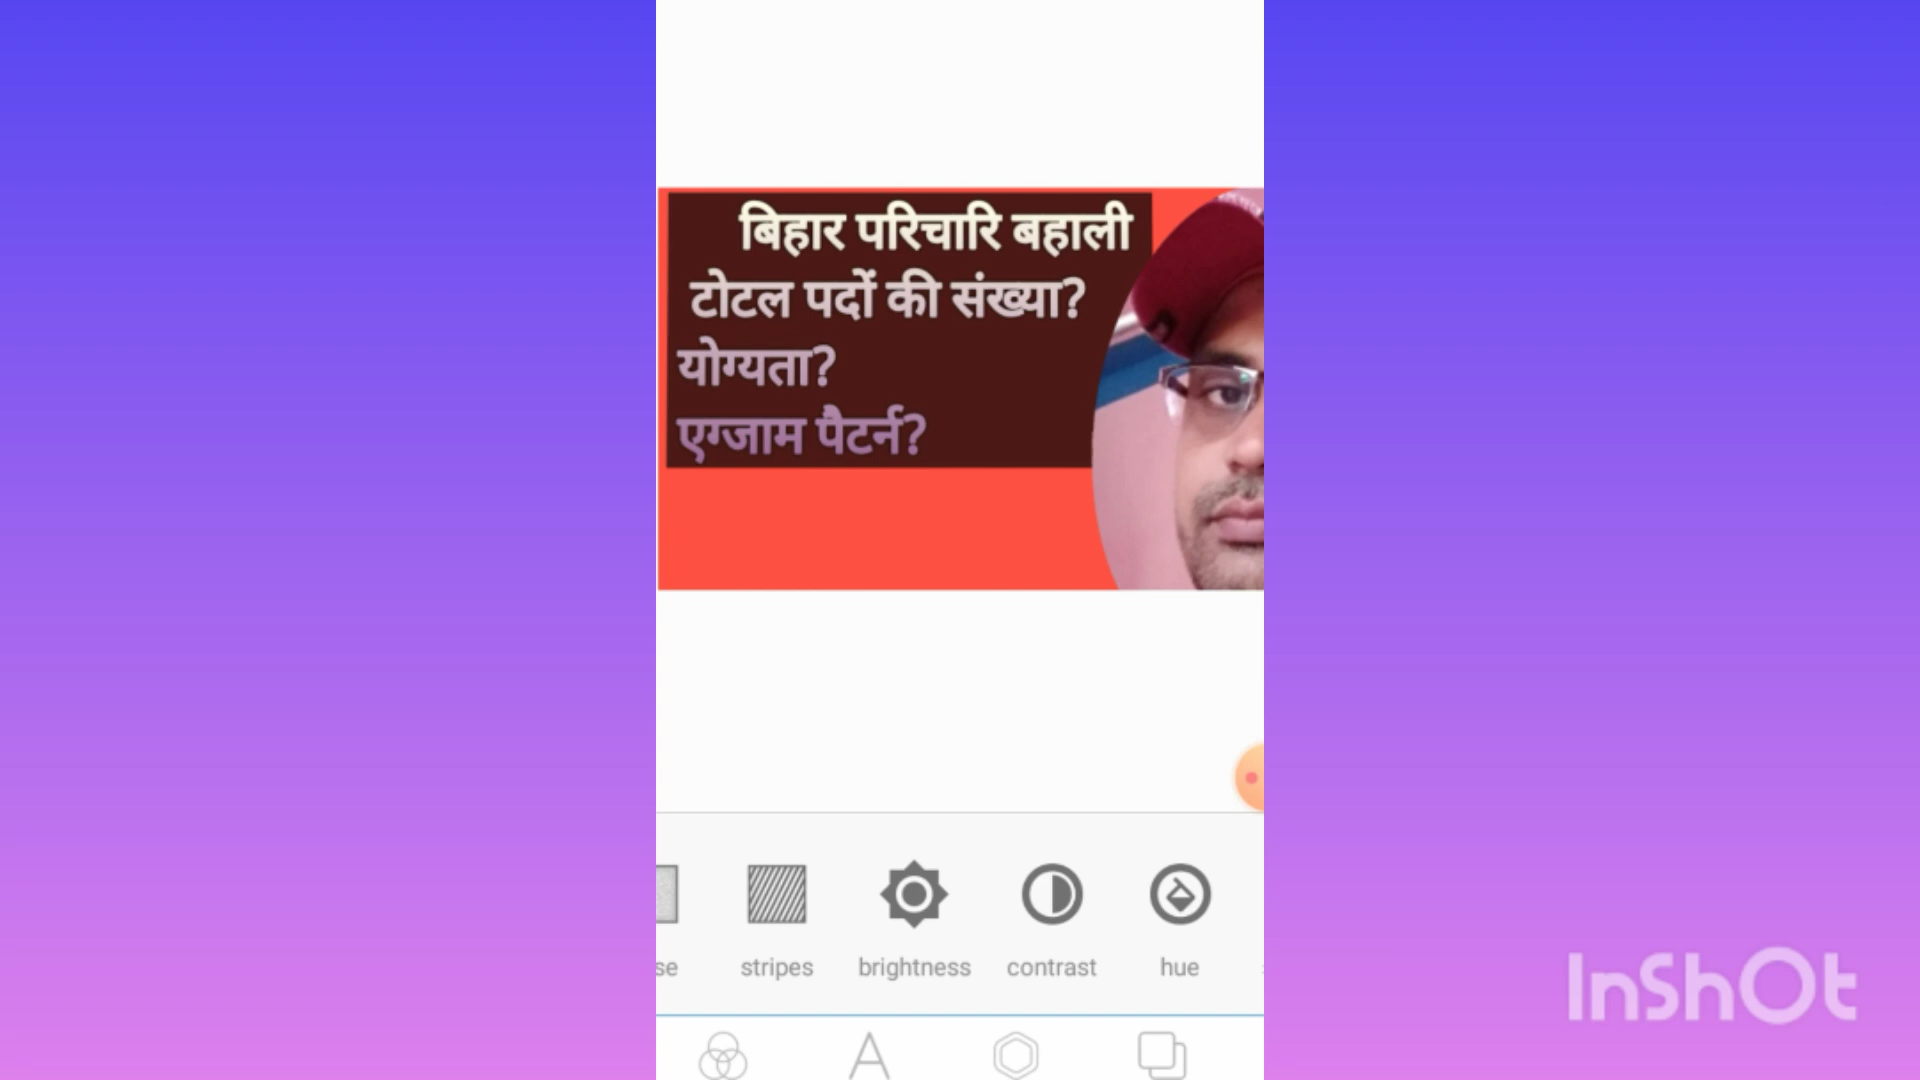 बिहार परिचारि बहाली
टोटल पदों की संख्या?
योग्यता?
एग्जाम पैटर्न?
se stripes brightness contrast hue
InShOt